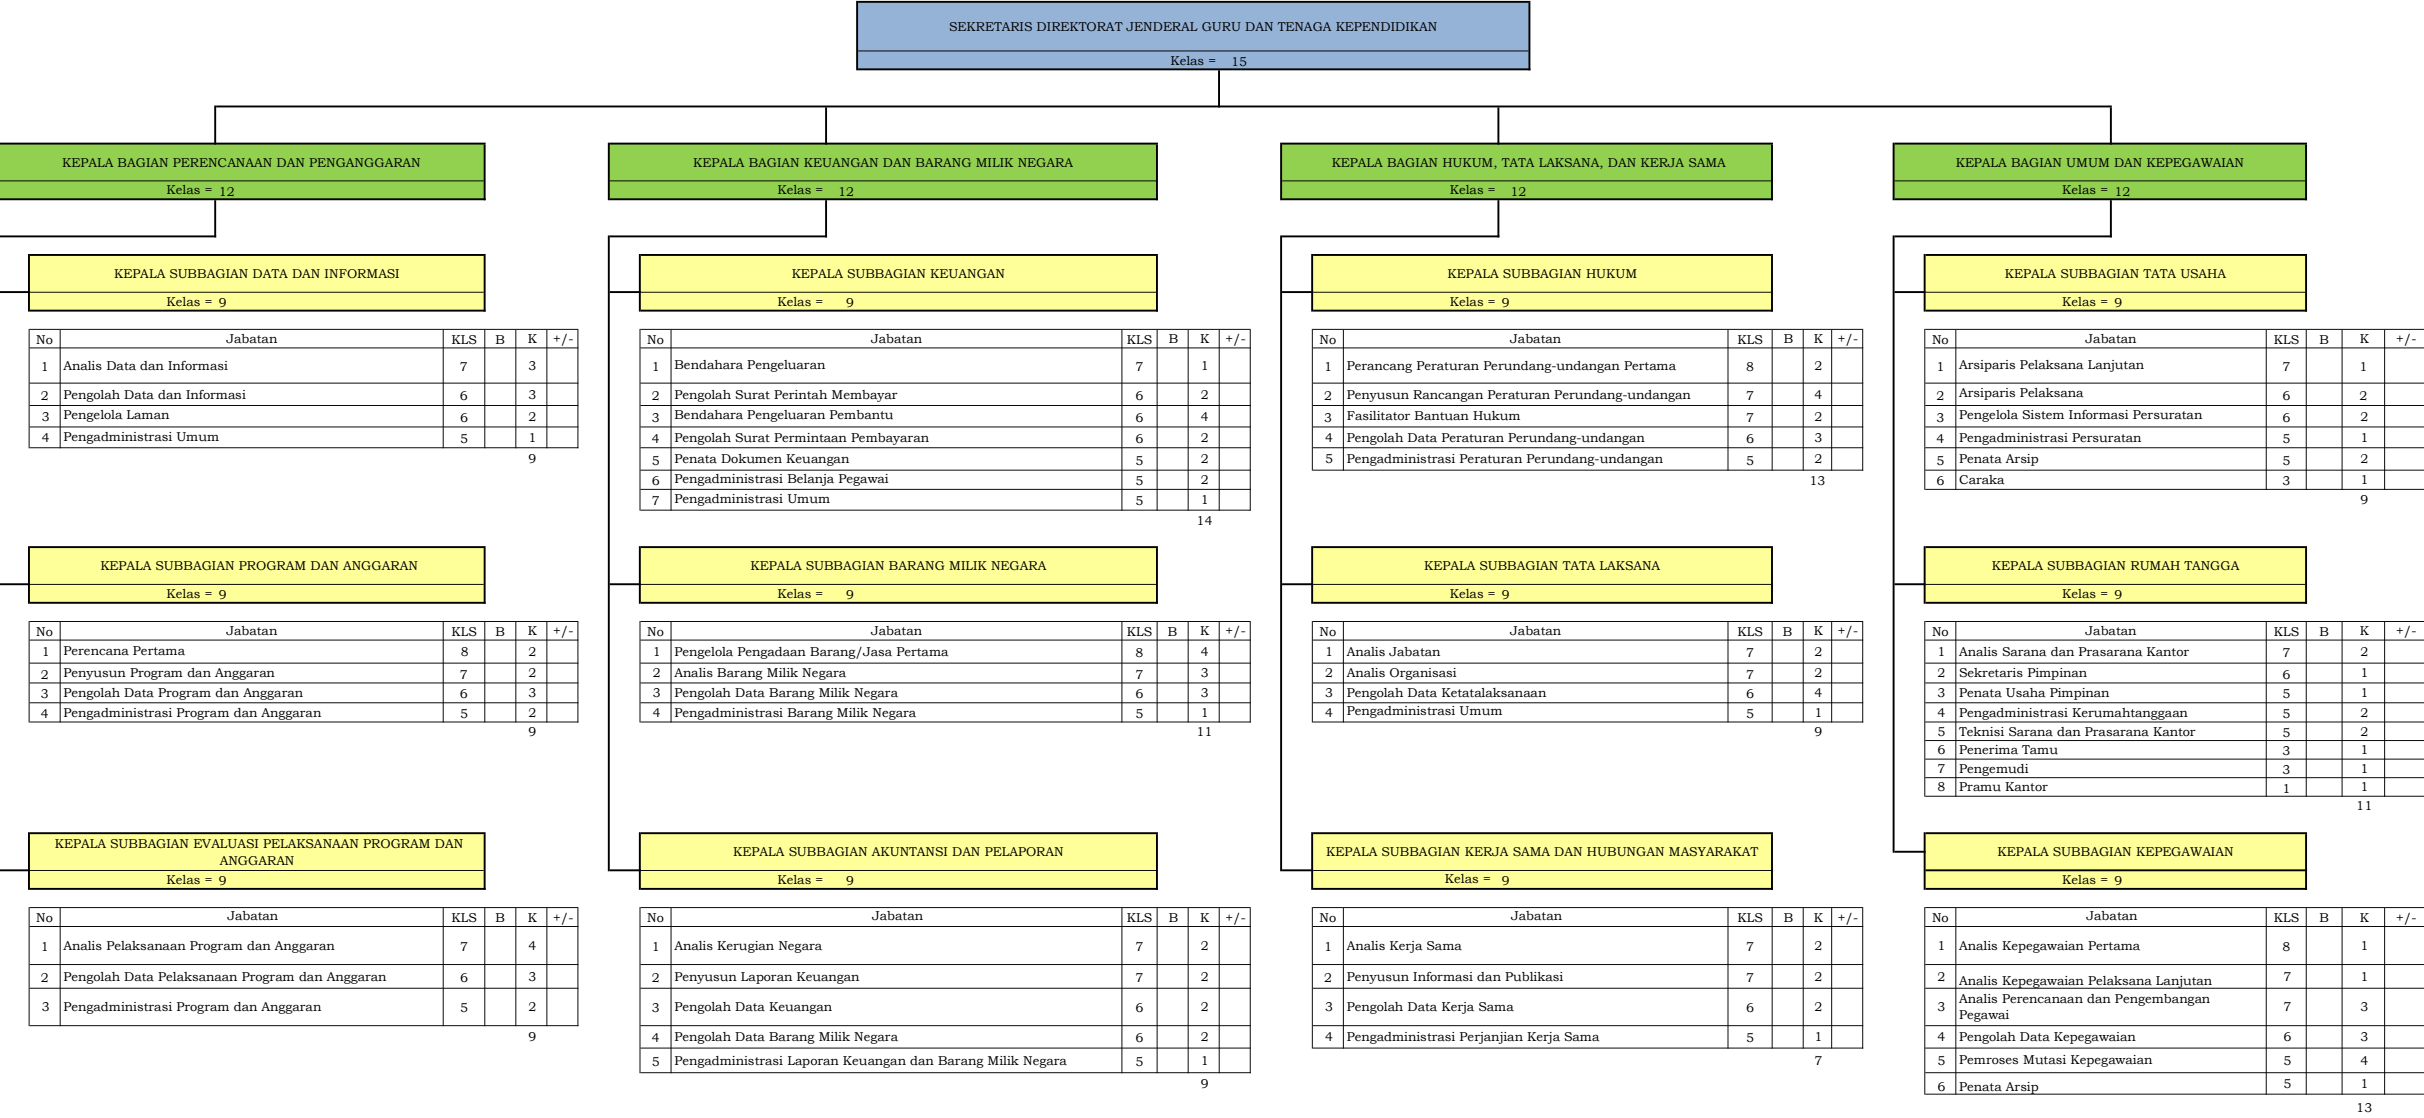 SEKRETARIS DIREKTORAT JENDERAL GURU DAN TENAGA KEPENDIDIKAN
Kelas = 15
KEPALA BAGIAN PERENCANAAN DAN PENGANGGARAN
Kelas = 12
KEPALA SUBBAGIAN DATA DAN INFORMASI
Kelas = 9
No Jabatan KLS B K +/-
1 Analis Data dan Informasi 7 3
2 Pengolah Data dan Informasi 6 3
3 Pengelola Laman 6 2
4 Pengadministrasi Umum 5 1
9
KEPALA SUBBAGIAN PROGRAM DAN ANGGARAN
Kelas = 9
No Jabatan KLS B K +/-
1 Perencana Pertama 8 2
2 Penyusun Program dan Anggaran 7 2
3 Pengolah Data Program dan Anggaran 6 3
4 Pengadministrasi Program dan Anggaran 5 2
9
KEPALA SUBBAGIAN EVALUASI PELAKSANAAN PROGRAM DAN
ANGGARAN
Kelas = 9
No Jabatan KLS B K +/-
1 Analis Pelaksanaan Program dan Anggaran 7 4
2 Pengolah Data Pelaksanaan Program dan Anggaran 6 3
3 Pengadministrasi Program dan Anggaran 5 2
9
KEPALA BAGIAN KEUANGAN DAN BARANG MILIK NEGARA
Kelas = 12
KEPALA SUBBAGIAN KEUANGAN
Kelas = 9
No Jabatan KLS B K +/-
1 Bendahara Pengeluaran 7 1
2 Pengolah Surat Perintah Membayar 6 2
3 Bendahara Pengeluaran Pembantu 6 4
4 Pengolah Surat Permintaan Pembayaran 6 2
5 Penata Dokumen Keuangan 5 2
6 Pengadministrasi Belanja Pegawai 5 2
7 Pengadministrasi Umum 5 1
14
KEPALA SUBBAGIAN BARANG MILIK NEGARA
Kelas = 9
No Jabatan KLS B K +/-
1 Pengelola Pengadaan Barang/Jasa Pertama 8 4
2 Analis Barang Milik Negara 7 3
3 Pengolah Data Barang Milik Negara 6 3
4 Pengadministrasi Barang Milik Negara 5 1
11
KEPALA SUBBAGIAN AKUNTANSI DAN PELAPORAN
Kelas = 9
No Jabatan KLS B K +/-
1 Analis Kerugian Negara 7 2
2 Penyusun Laporan Keuangan 7 2
3 Pengolah Data Keuangan 6 2
4 Pengolah Data Barang Milik Negara 6 2
5 Pengadministrasi Laporan Keuangan dan Barang Milik Negara 5 1
9
KEPALA BAGIAN HUKUM, TATA LAKSANA, DAN KERJA SAMA
Kelas = 12
KEPALA SUBBAGIAN HUKUM
Kelas = 9
No Jabatan KLS B K +/-
1 Perancang Peraturan Perundang-undangan Pertama 8 2
2 Penyusun Rancangan Peraturan Perundang-undangan 7 4
3 Fasilitator Bantuan Hukum 7 2
4 Pengolah Data Peraturan Perundang-undangan 6 3
5 Pengadministrasi Peraturan Perundang-undangan 5 2
13
KEPALA SUBBAGIAN TATA LAKSANA
Kelas = 9
No Jabatan KLS B K +/-
1 Analis Jabatan 7 2
2 Analis Organisasi 7 2
3 Pengolah Data Ketatalaksanaan 6 4
4 Pengadministrasi Umum 5 1
9
KEPALA SUBBAGIAN KERJA SAMA DAN HUBUNGAN MASYARAKAT
Kelas = 9
No Jabatan KLS B K +/-
1 Analis Kerja Sama 7 2
2 Penyusun Informasi dan Publikasi 7 2
3 Pengolah Data Kerja Sama 6 2
4 Pengadministrasi Perjanjian Kerja Sama 5 1
7
KEPALA BAGIAN UMUM DAN KEPEGAWAIAN
Kelas = 12
KEPALA SUBBAGIAN TATA USAHA
Kelas = 9
No Jabatan KLS B K +/-
1 Arsiparis Pelaksana Lanjutan 7 1
2 Arsiparis Pelaksana 6 2
3 Pengelola Sistem Informasi Persuratan 6 2
4 Pengadministrasi Persuratan 5 1
5 Penata Arsip 5 2
6 Caraka 3 1
9
KEPALA SUBBAGIAN RUMAH TANGGA
Kelas = 9
No Jabatan KLS B K +/-
1 Analis Sarana dan Prasarana Kantor 7 2
2 Sekretaris Pimpinan 6 1
3 Penata Usaha Pimpinan 5 1
4 Pengadministrasi Kerumahtanggaan 5 2
5 Teknisi Sarana dan Prasarana Kantor 5 2
6 Penerima Tamu 3 1
7 Pengemudi 3 1
8 Pramu Kantor 1 1
11
KEPALA SUBBAGIAN KEPEGAWAIAN
Kelas = 9
No Jabatan KLS B K +/-
1 Analis Kepegawaian Pertama 8 1
2 Analis Kepegawaian Pelaksana Lanjutan 7 1
3 Analis Perencanaan dan Pengembangan
Pegawai 7 3
4 Pengolah Data Kepegawaian 6 3
5 Pemroses Mutasi Kepegawaian 5 4
6 Penata Arsip 5 1
13